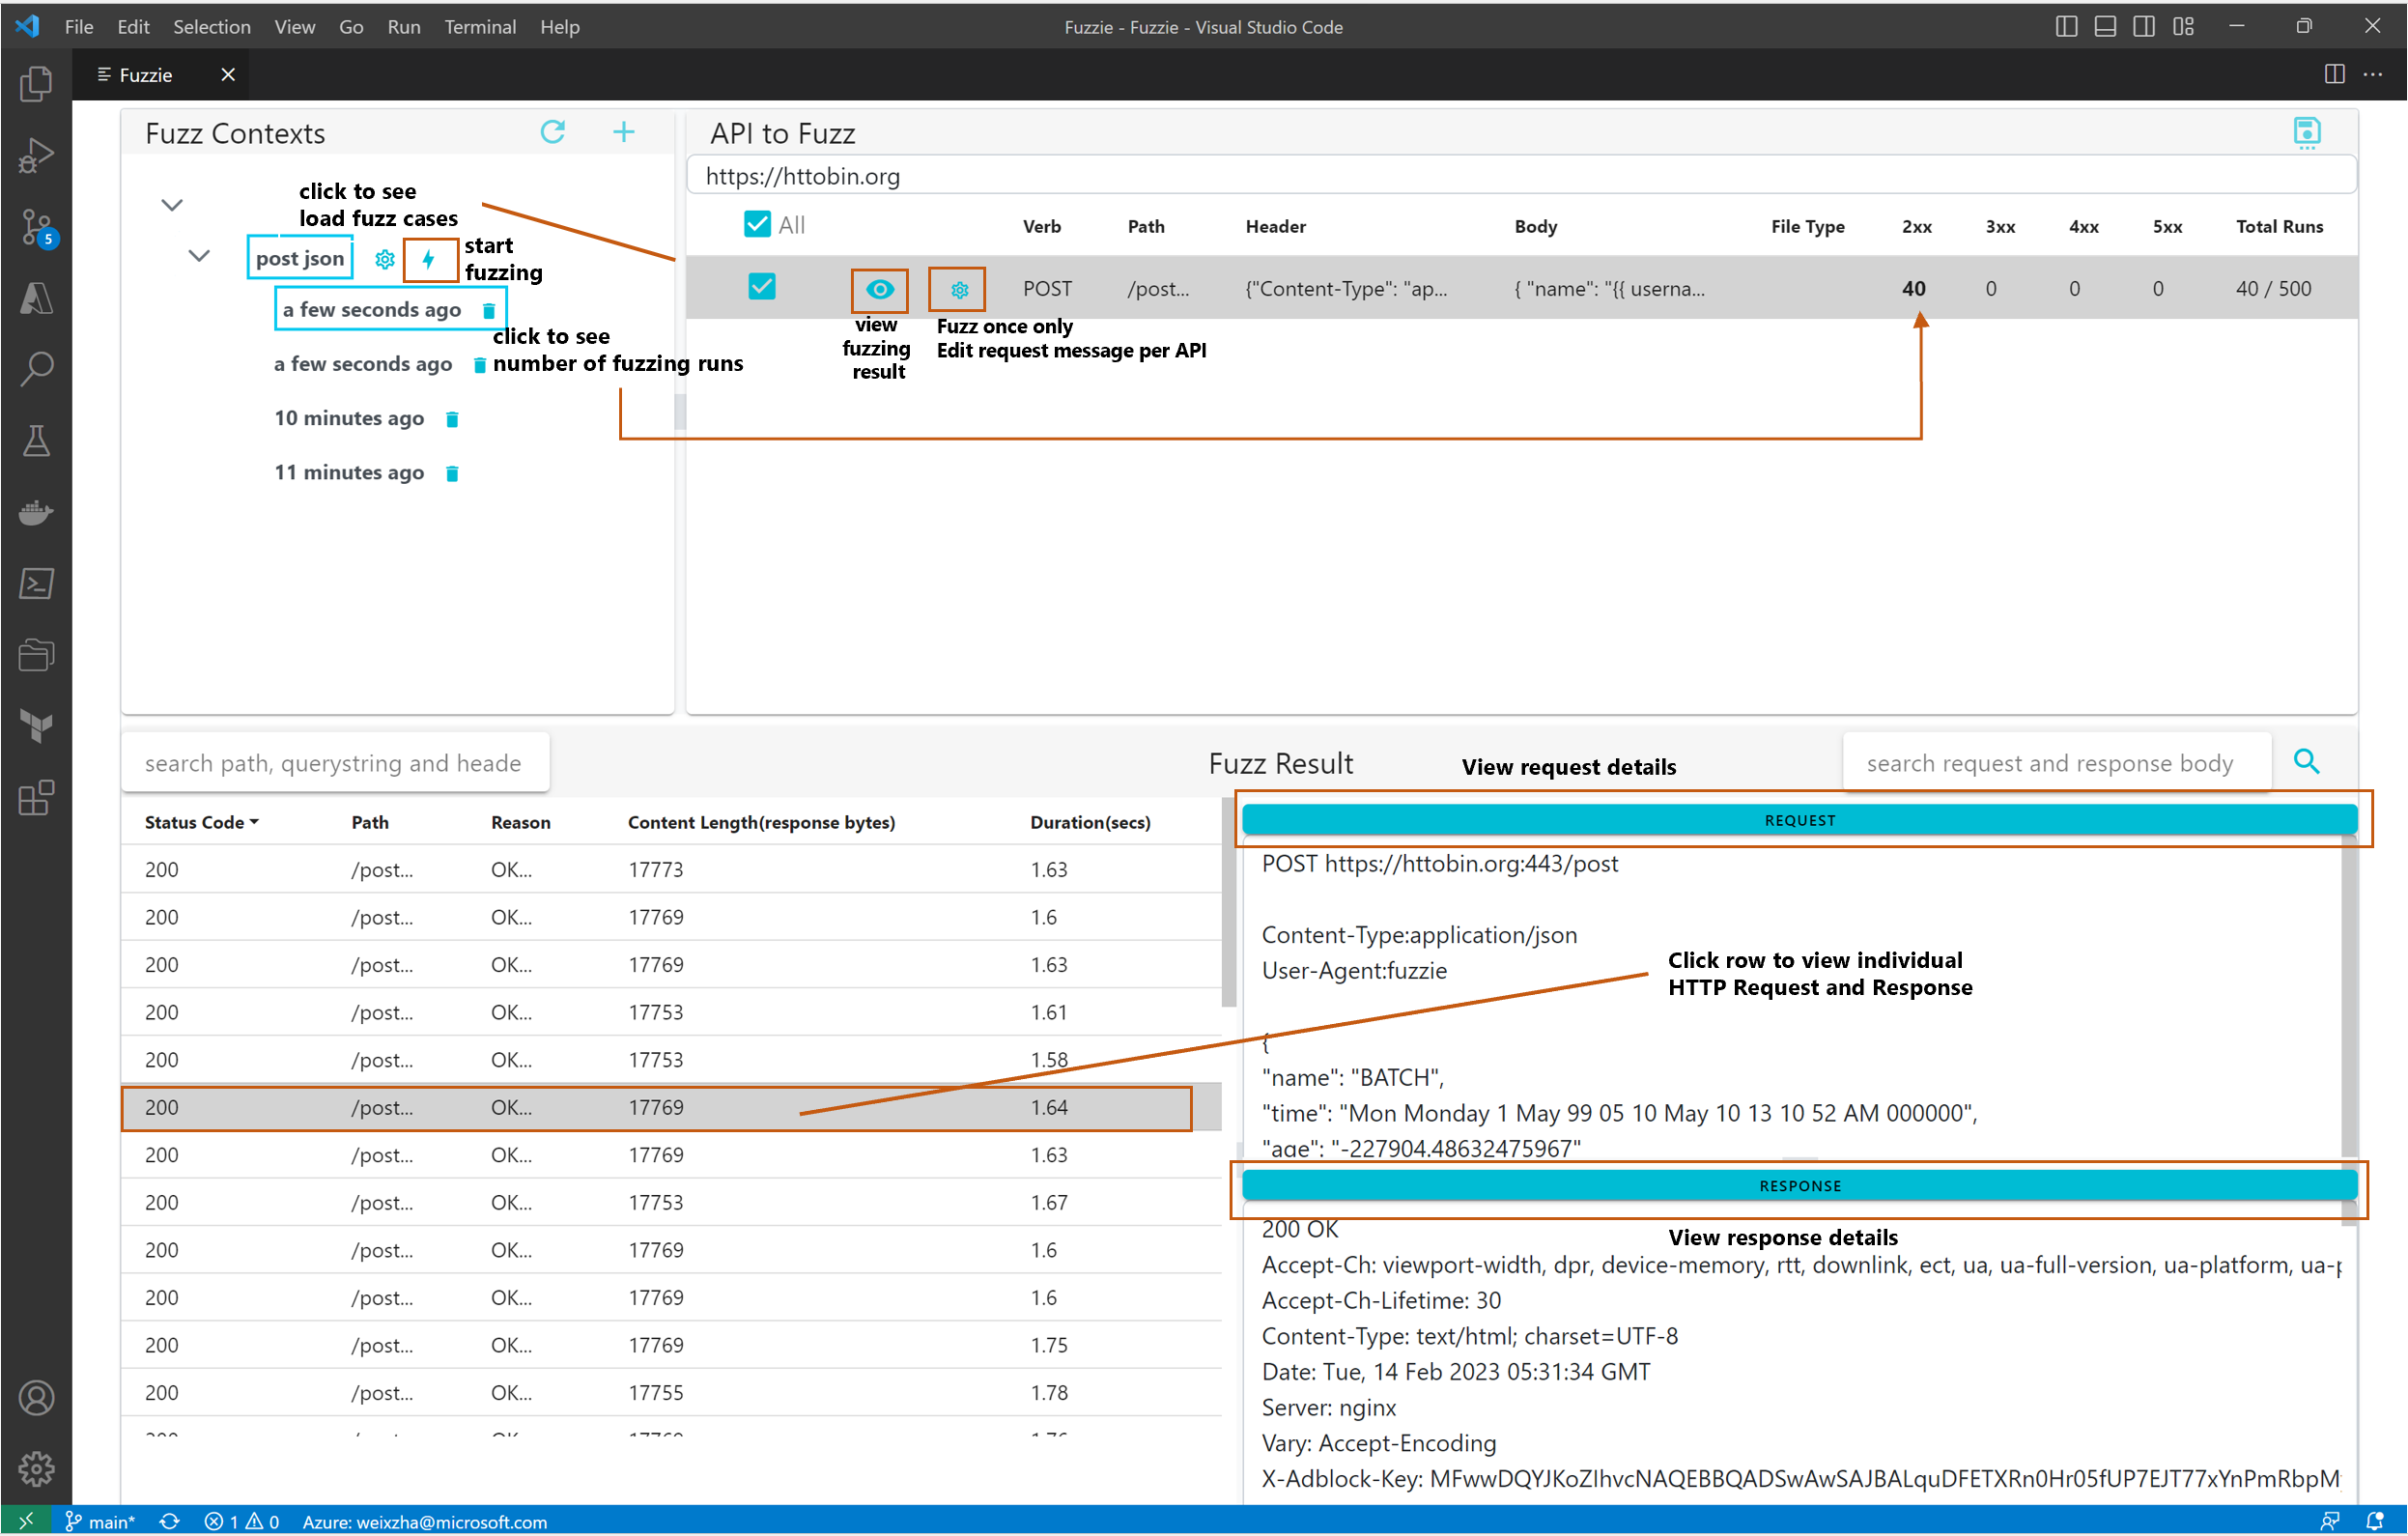 File Edit Selection View Go Run Terminal Help
Fuzzie - Fuzzie - Visual Studio Code
Fuzzie
5
Fuzz Contexts
click to see
load fuzz cases
post json
start
fuzzing
a few seconds ago
click to see
a few seconds ago
number of fuzzing runs
10 minutes ago
11 minutes ago
API to Fuzz
https://httobin.org
All Verb Path Header Body File Type 2xx 3xx 4xx 5xx Total Runs
POST /post... {"Content-Type": "ap... { "name": "{{ userna... 40 0 0 0 40 / 500
view
fuzzing
result
Fuzz once only
Edit request message per API
search path, querystring and heade
Fuzz Result
View request details
search request and response body
Status Code Path Reason Content Length(response bytes) Duration(secs)
200 /post... OK... 17773 1.63
200 /post... OK... 17769 1.6
200 /post... OK... 17769 1.63
200 /post... OK... 17753 1.61
200 /post... OK... 17753 1.58
200 /post... OK... 17769 1.64
200 /post... OK... 17769 1.63
200 /post... OK... 17753 1.67
200 /post... OK... 17769 1.6
200 /post... OK... 17769 1.6
200 /post... OK... 17769 1.75
200 /post... OK... 17755 1.78
REQUEST
POST https://httobin.org:443/post
Content-Type:application/json
User-Agent:fuzzie
Click row to view individual
HTTP Request and Response
{
"name": "BATCH",
"time": "Mon Monday 1 May 99 05 10 May 10 13 10 52 AM 000000",
"age": "-227904.48632475967"
RESPONSE
200 OK
View response details
Accept-Ch: viewport-width, dpr, device-memory, rtt, downlink, ect, ua, ua-full-version, ua-platform, ua-
Accept-Ch-Lifetime: 30
Content-Type: text/html; charset=UTF-8
Date: Tue, 14 Feb 2023 05:31:34 GMT
Server: nginx
Vary: Accept-Encoding
X-Adblock-Key: MFwwDQYJKoZIhvcNAQEBBQADSwAwSAJBALquDFETXRn0Hr05fUP7EJT77xYnPmRbpM
main* 1 0 Azure: weixzha@microsoft.com